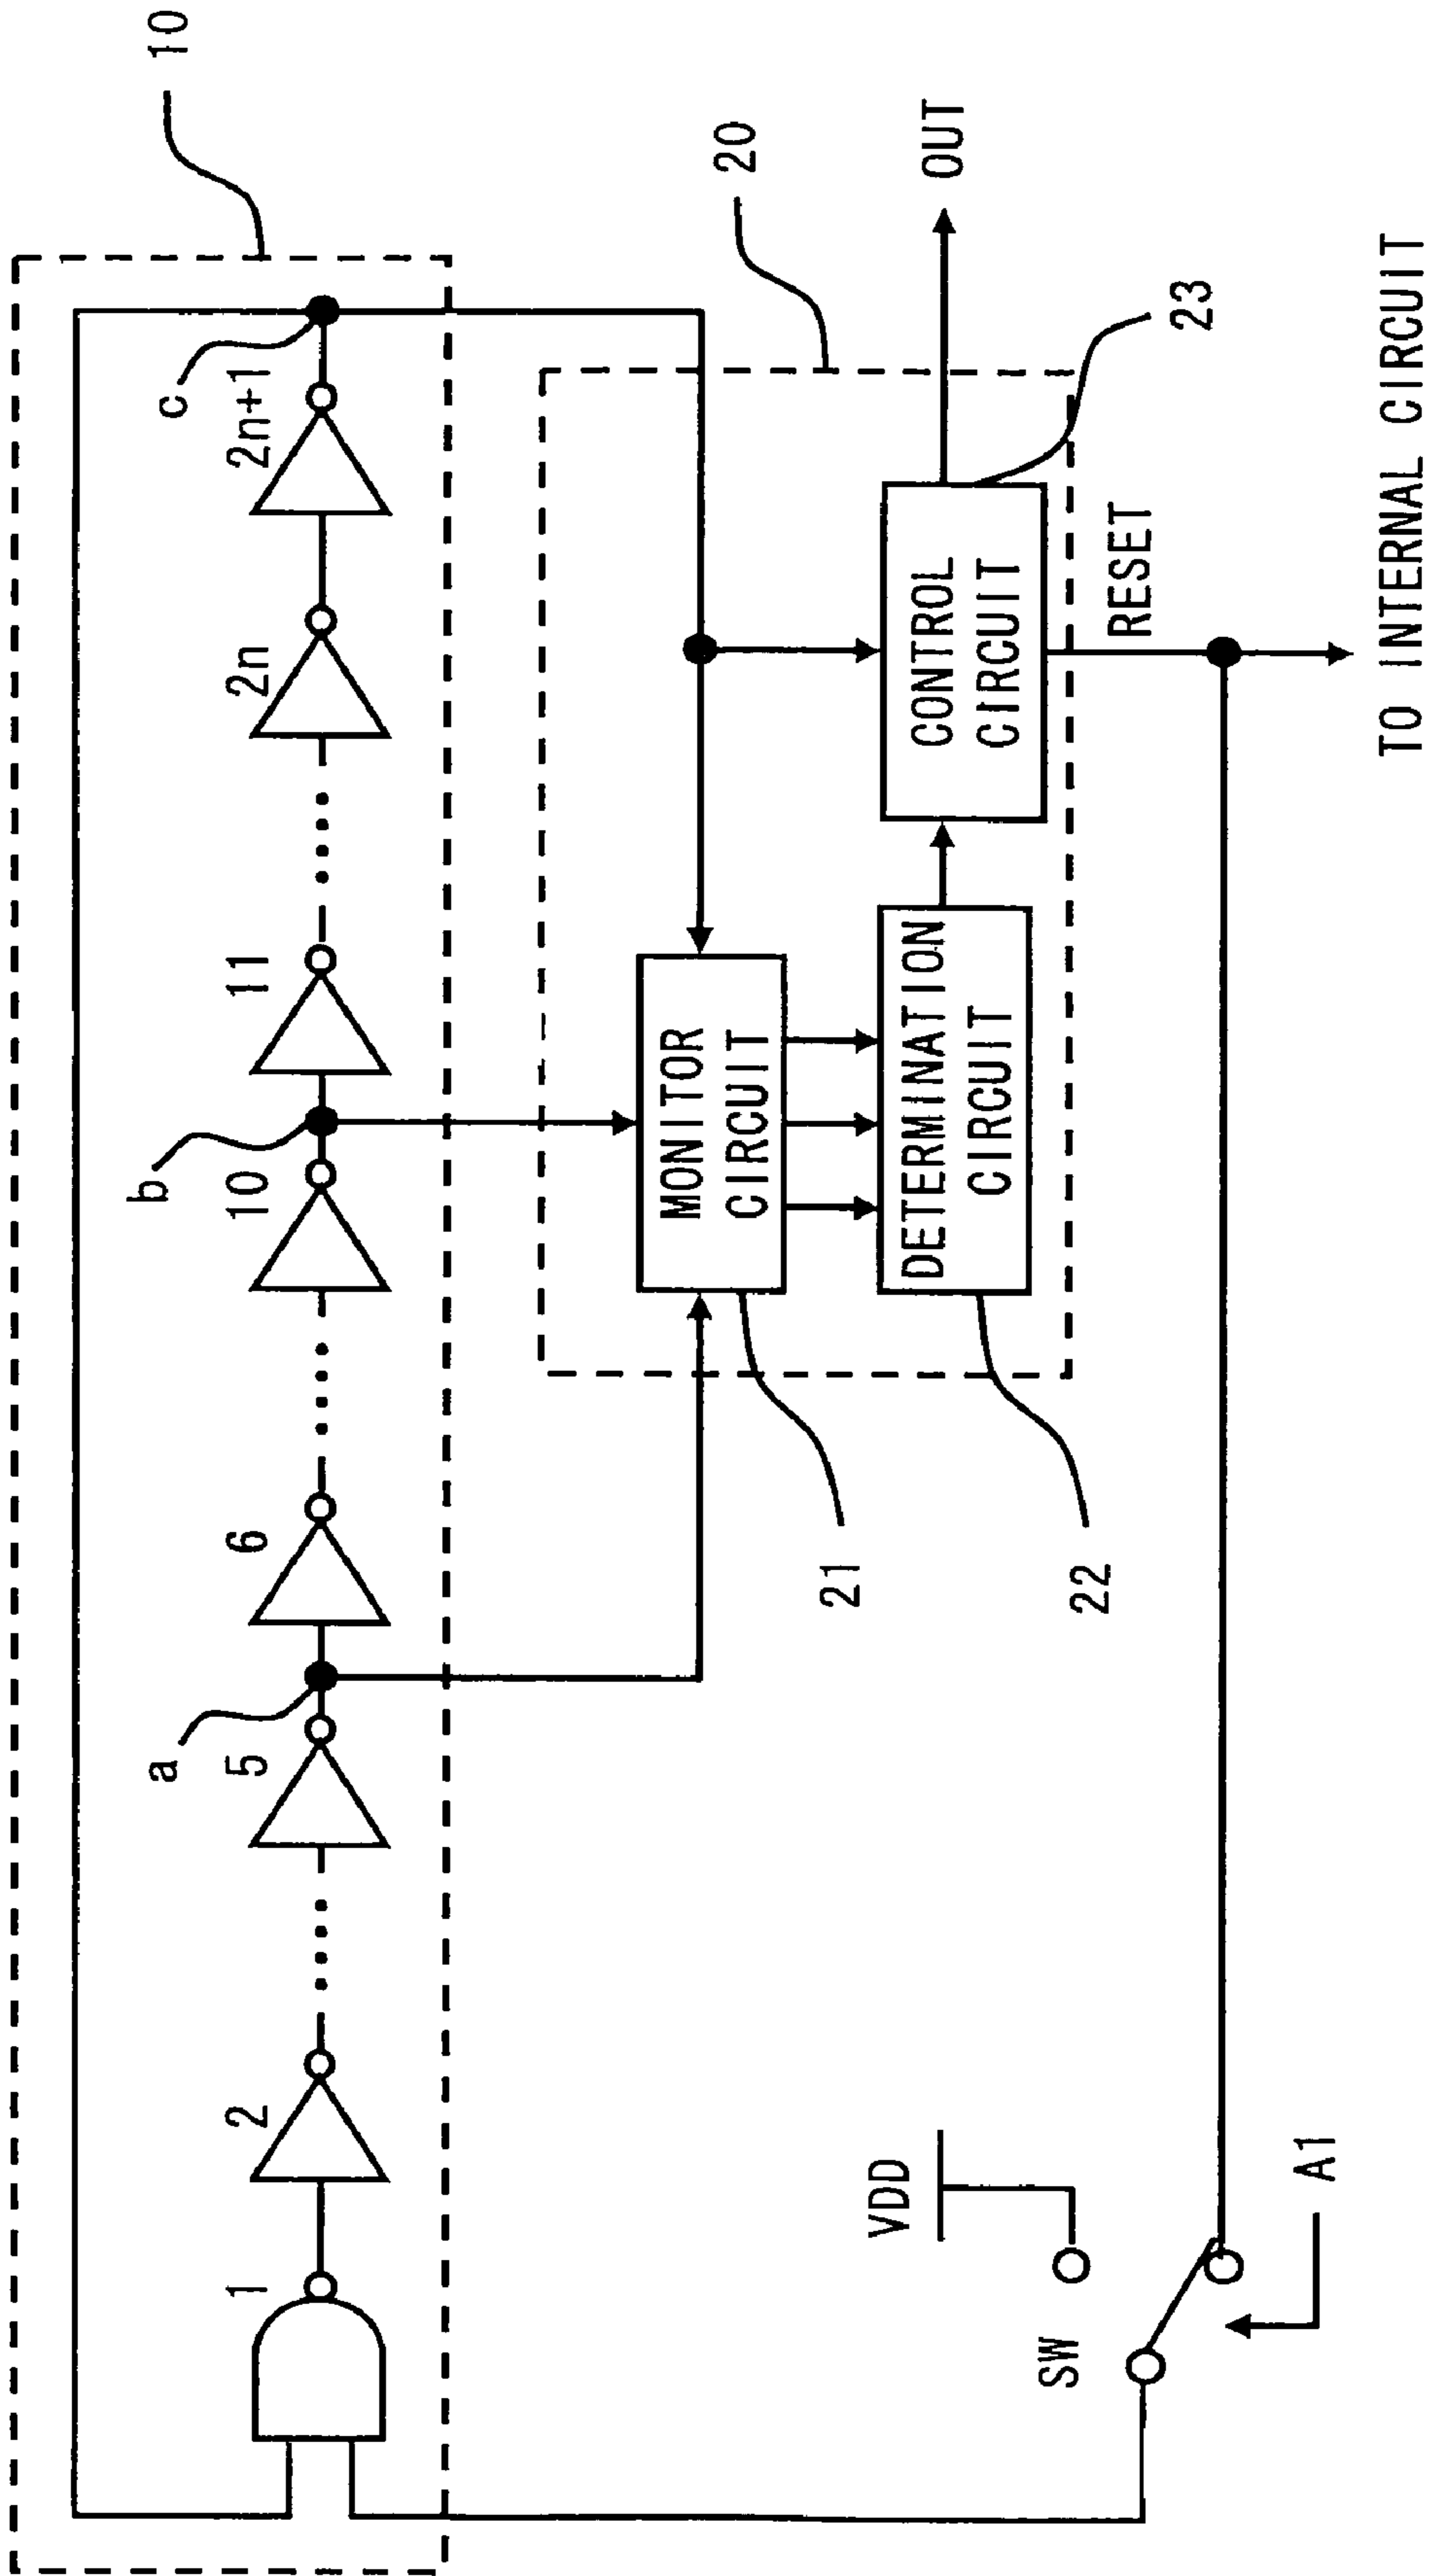 10
c
1
2
5
6
10
11
2n
2n+1
a
b
20
OUT
MONITOR
CIRCUIT
21
DETERMINATION
CIRCUIT
22
CONTROL
CIRCUIT
23
RESET
VDD
SW
A1
TO INTERNAL CIRCUIT